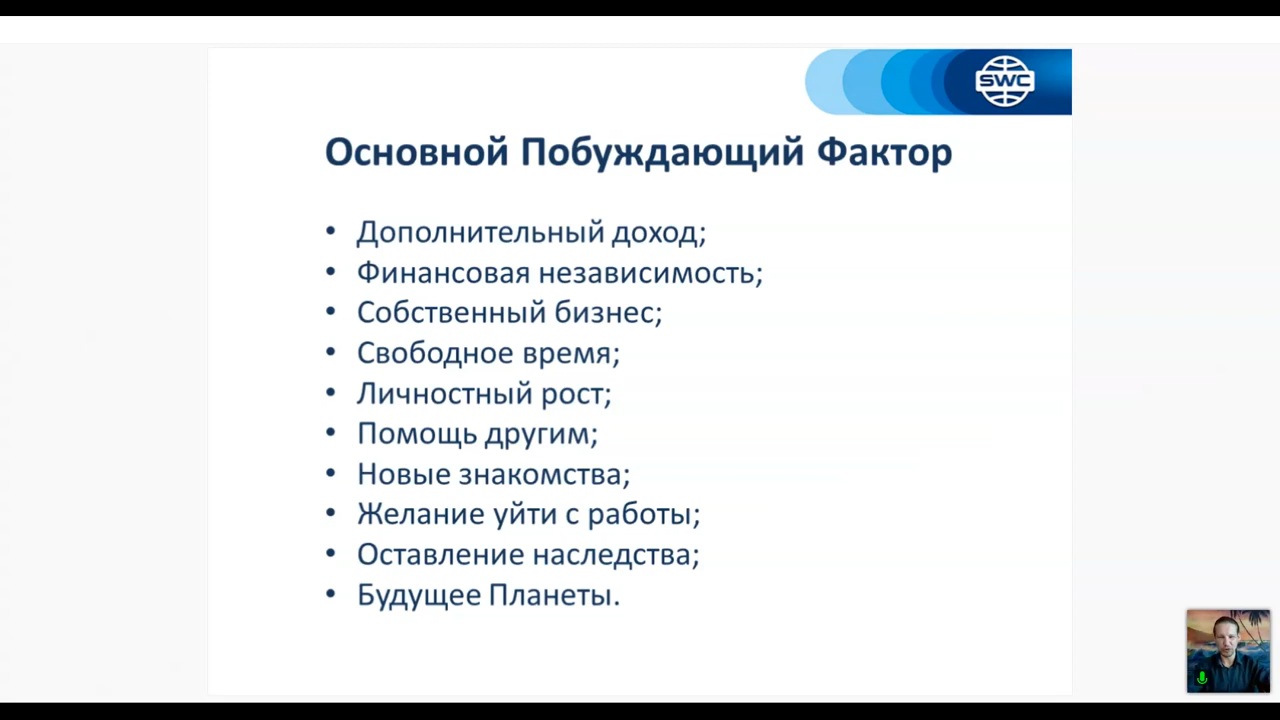 SWC
Основной Побуждающий Фактор
• Дополнительный доход;
• Финансовая независимость;
• Собственный бизнес;
• Свободное время;
• Личностный рост;
• Помощь другим;
• Новые знакомства;
• Желание уйти с работы;
• Оставление наследства;
• Будущее Планеты.